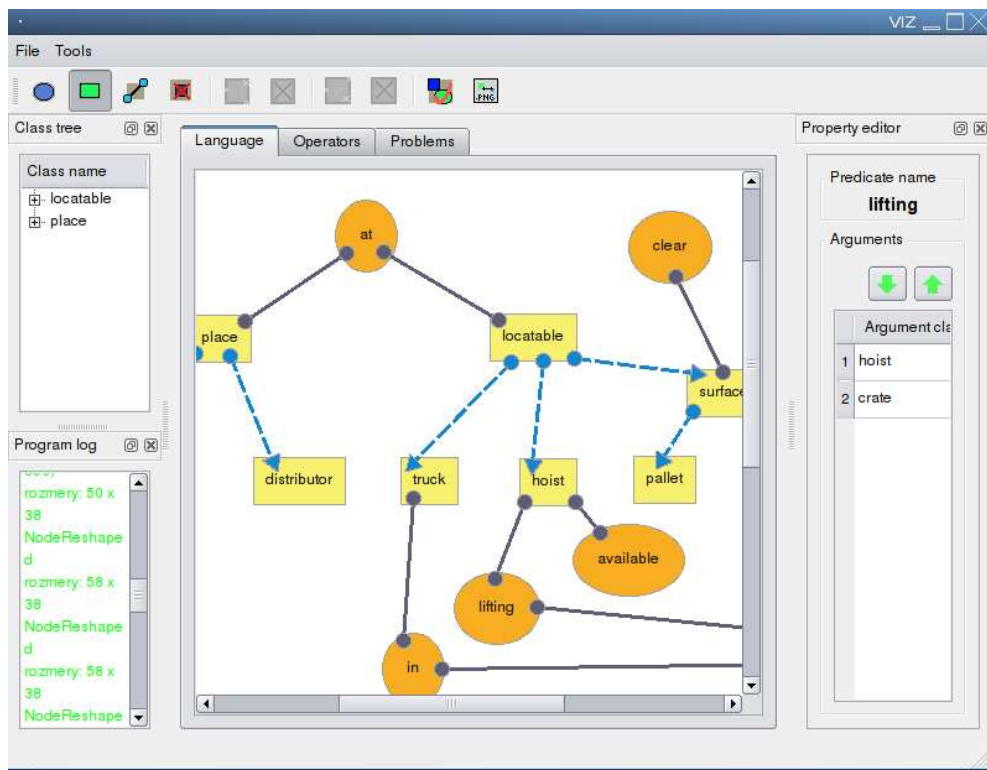 VIZ
File Tools
.PNG
Class tree
Class name
locatable
place
Program log
rozmery: 50 x
38
NodeReshape
d
rozmery: 58 x
38
NodeReshape
d
rozmery: 58 x
38
NodeReshape
Language Operators Problems
at
clear
place
locatable
surface
distributor
truck
hoist
pallet
available
lifting
in
Property editor
Predicate name
lifting
Arguments
Argument cla
1 hoist
2 crate